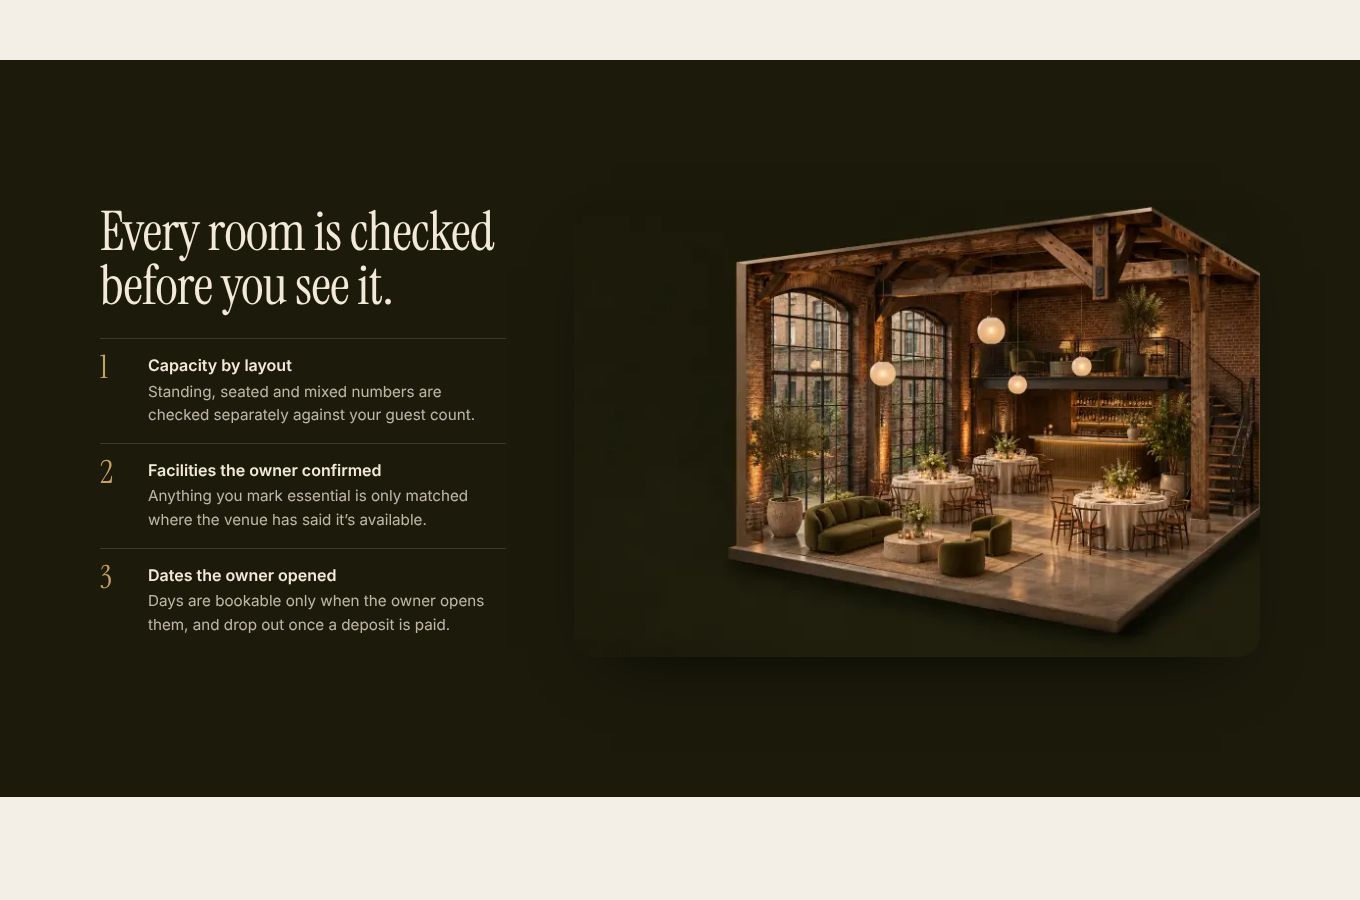 Every room is checked
before you see it.
1
Capacity by layout
Standing, seated and mixed numbers are
checked separately against your guest count.
2
Facilities the owner confirmed
Anything you mark essential is only matched
where the venue has said it’s available.
3
Dates the owner opened
Days are bookable only when the owner opens
them, and drop out once a deposit is paid.